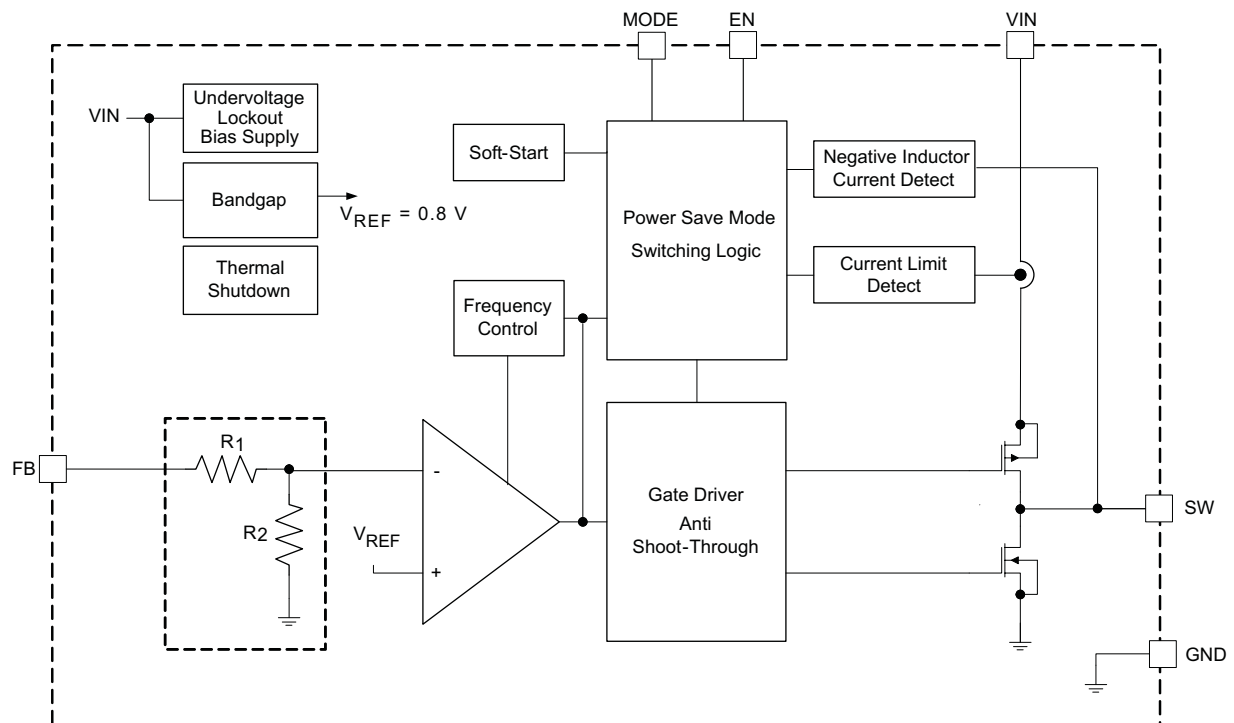 MODE EN VIN
VIN
Undervoltage
Lockout
Bias Supply
Bandgap
VREF = 0.8 V
Thermal
Shutdown
Soft-Start
Power Save Mode
Switching Logic
Negative Inductor
Current Detect
Current Limit
Detect
Frequency
Control
FB
R1
R2
VREF
-
+
Gate Driver
Anti
Shoot-Through
SW
GND